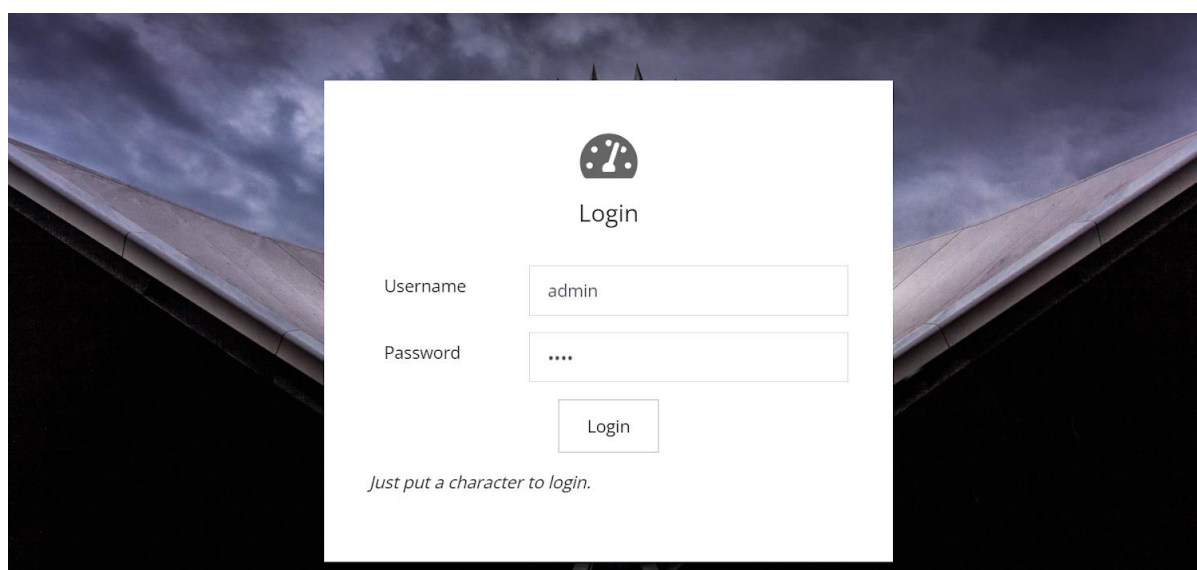 Login
Username
admin
Password
••••
Login
Just put a character to login.